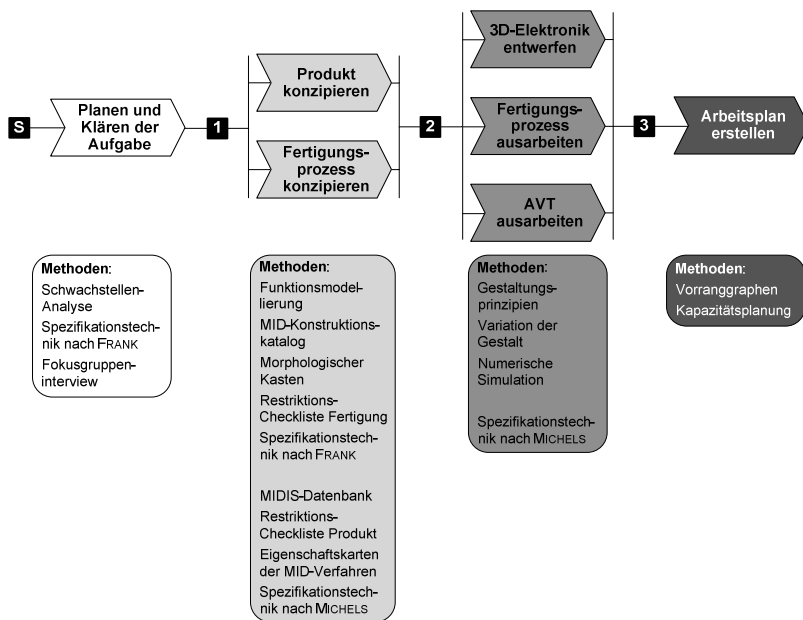 S
Planen und
Klären der
Aufgabe
1
Produkt
konzipieren
Fertigungs-
prozess
konzipieren
2
3D-Elektronik
entwerfen
Fertigungs-
prozess
ausarbeiten
AVT
ausarbeiten
3
Arbeitsplan
erstellen
Methoden:
Schwachstellen-
Analyse
Spezifikationstech-
nik nach FRANK
Fokusgruppen-
interview
Methoden:
Funktionsmodel-
lierung
MID-Konstruktions-
katalog
Morphologischer
Kasten
Restriktions-
Checkliste Fertigung
Spezifikationstech-
nik nach FRANK
MIDIS-Datenbank
Restriktions-
Checkliste Produkt
Eigenschaftskarten
der MID-Verfahren
Spezifikationstech-
nik nach MICHELS
Methoden:
Gestaltungs-
prinzipien
Variation der
Gestalt
Numerische
Simulation
Spezifikationstech-
nik nach MICHELS
Methoden:
Vorranggraphen
Kapazitätsplanung